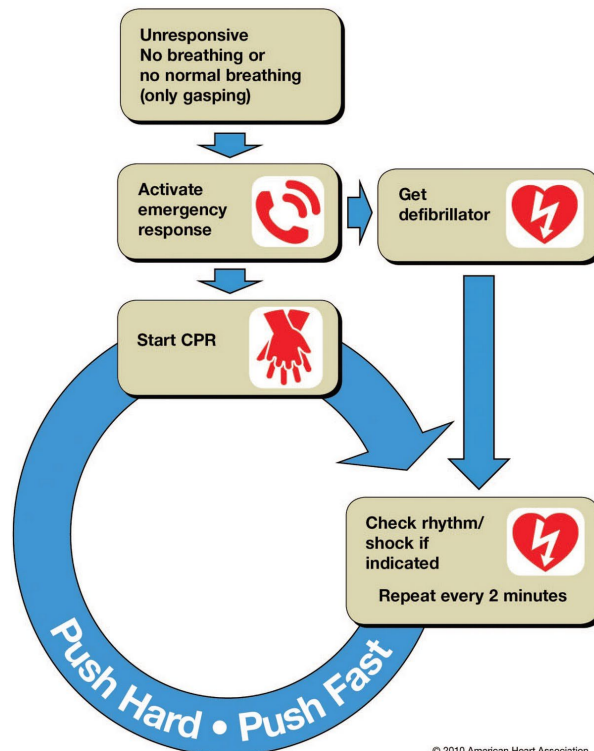 Unresponsive
No breathing or
no normal breathing
(only gasping)
Activate
emergency
response
Get
defibrillator
Start CPR
Check rhythm/
shock if
indicated
Repeat every 2 minutes
Push Hard • Push Fast
© 2010 American Heart Association